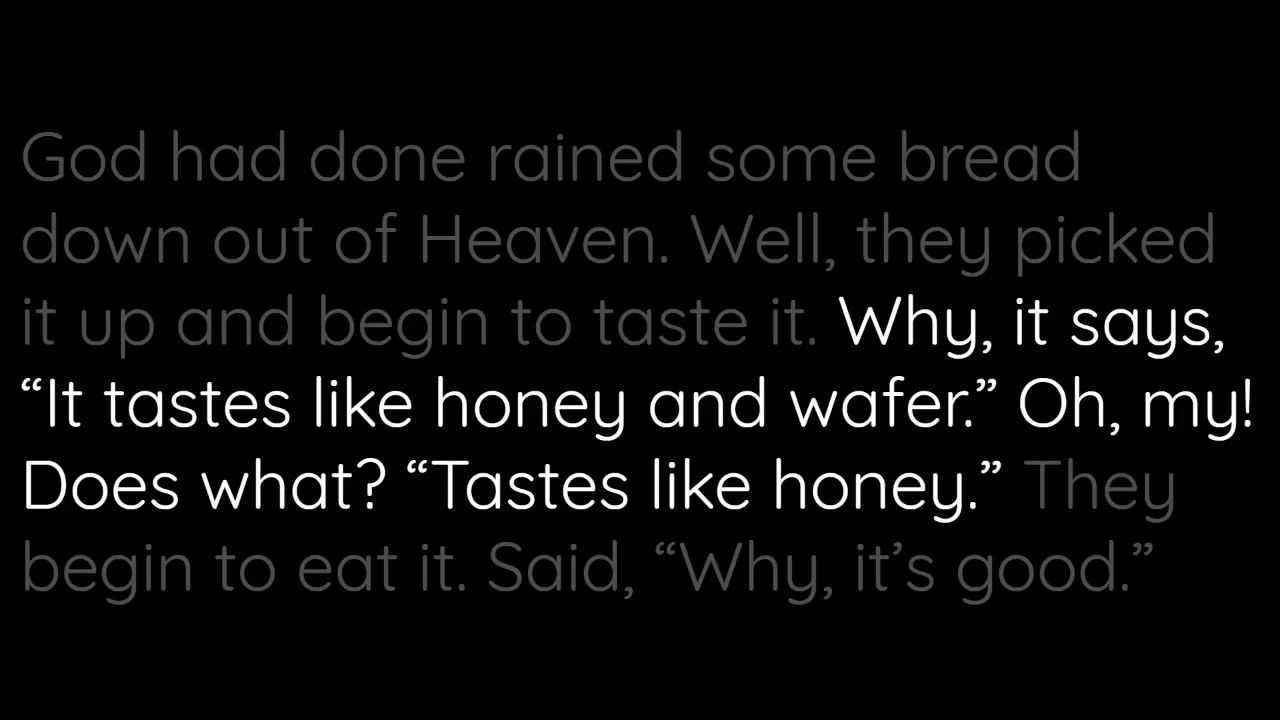 God had done rained some bread
down out of Heaven. Well, they picked
it up and begin to taste it. Why, it says,
“It tastes like honey and wafer.” Oh, my!
Does what? “Tastes like honey.” They
begin to eat it. Said, “Why, it’s good.”